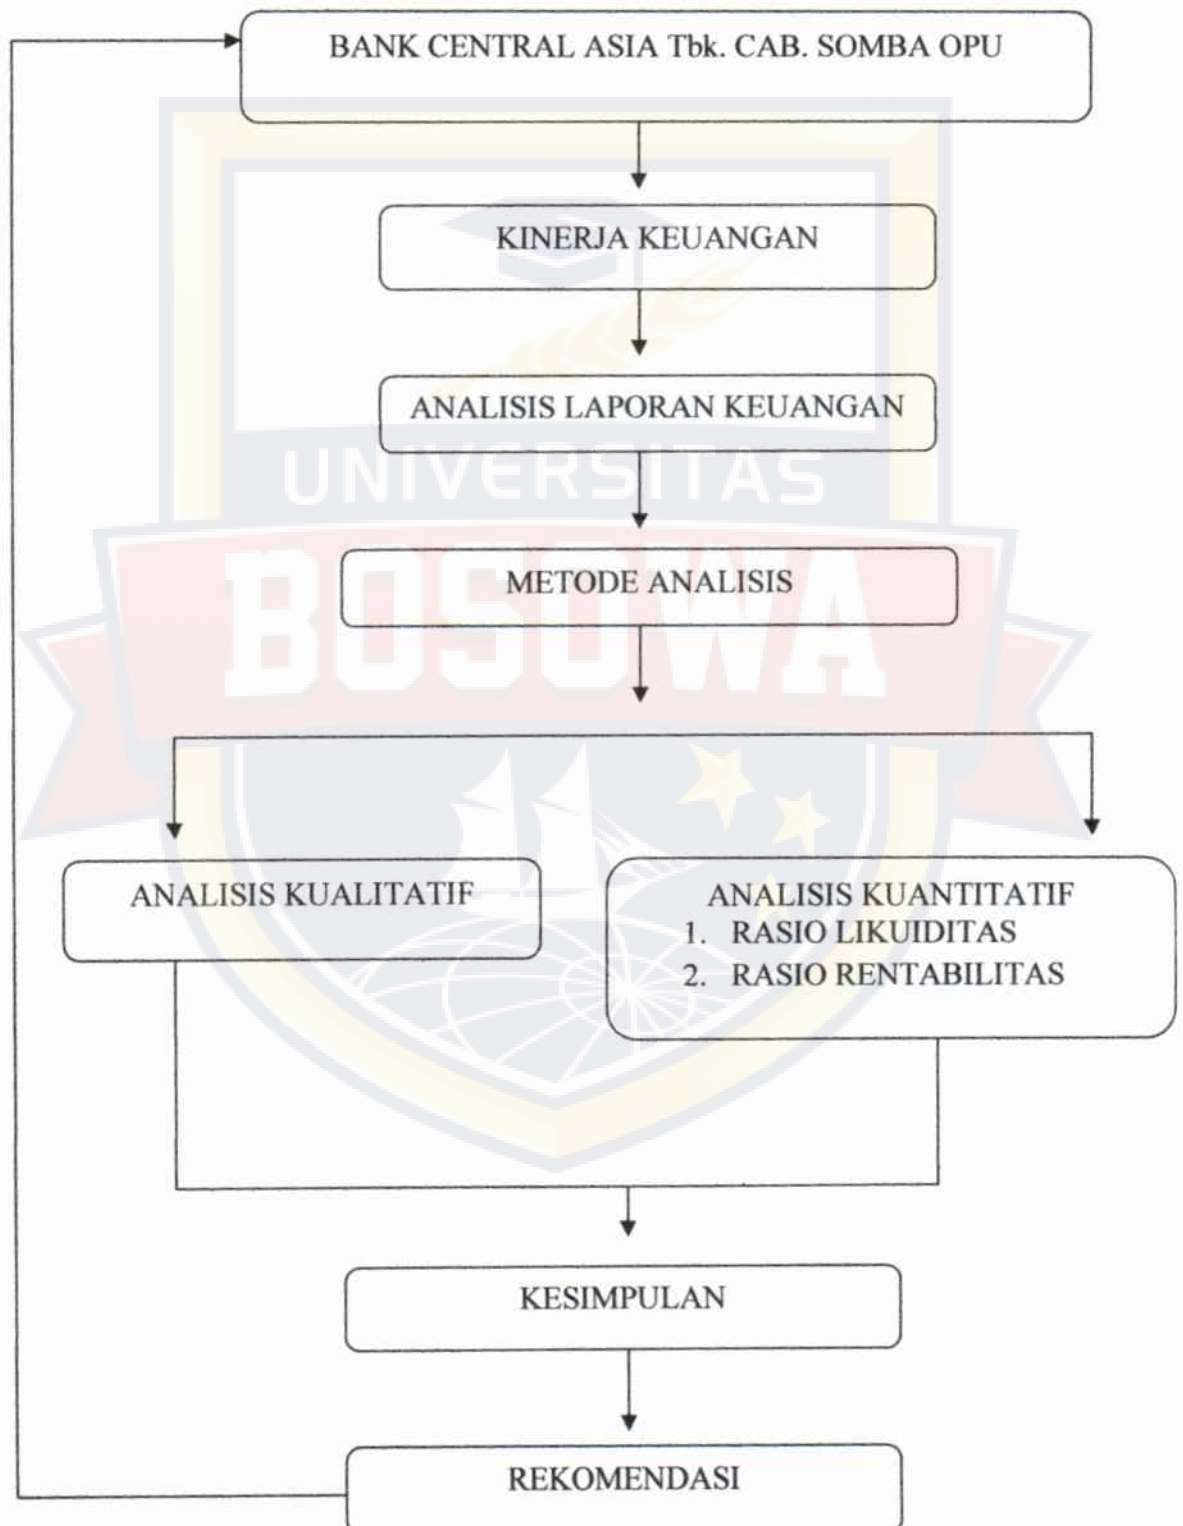 BANK CENTRAL ASIA Tbk. CAB. SOMBA OPU
KINERJA KEUANGAN
ANALISIS LAPORAN KEUANGAN
UNIVERSITAS
BOSOWA
METODE ANALISIS
ANALISIS KUALITATIF
ANALISIS KUANTITATIF
1. RASIO LIKUIDITAS
2. RASIO RENTABILITAS
KESIMPULAN
REKOMENDASI